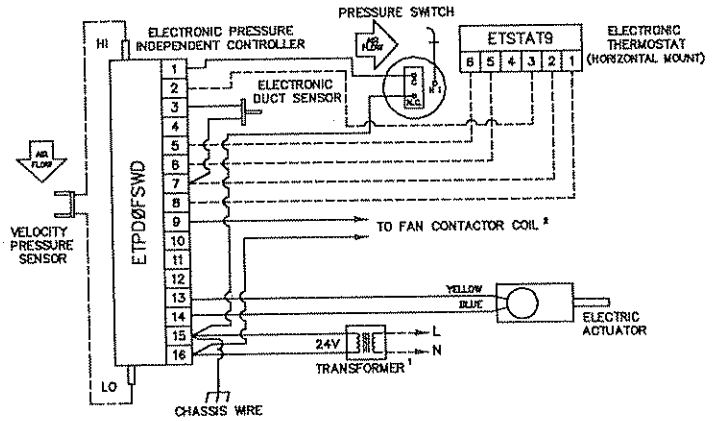 PRESSURE SWITCH
ELECTRONIC PRESSURE
INDEPENDENT CONTROLLER
HI
AIR
FLOW
ETSTAT9
6 5 4 3 2 1
ELECTRONIC
THERMOSTAT
(HORIZONTAL MOUNT)
ELECTRONIC
DUCT SENSOR
C
N.C.
1
2
3
4
5
6
7
8
9
10
11
12
13
14
15
16
ETPDØFSWD
AIR
FLOW
VELOCITY
PRESSURE
SENSOR
TO FAN CONTACTOR COIL 2
YELLOW
BLUE
ELECTRIC
ACTUATOR
24V
L
N
TRANSFORMER 1
LO
CHASSIS WIRE